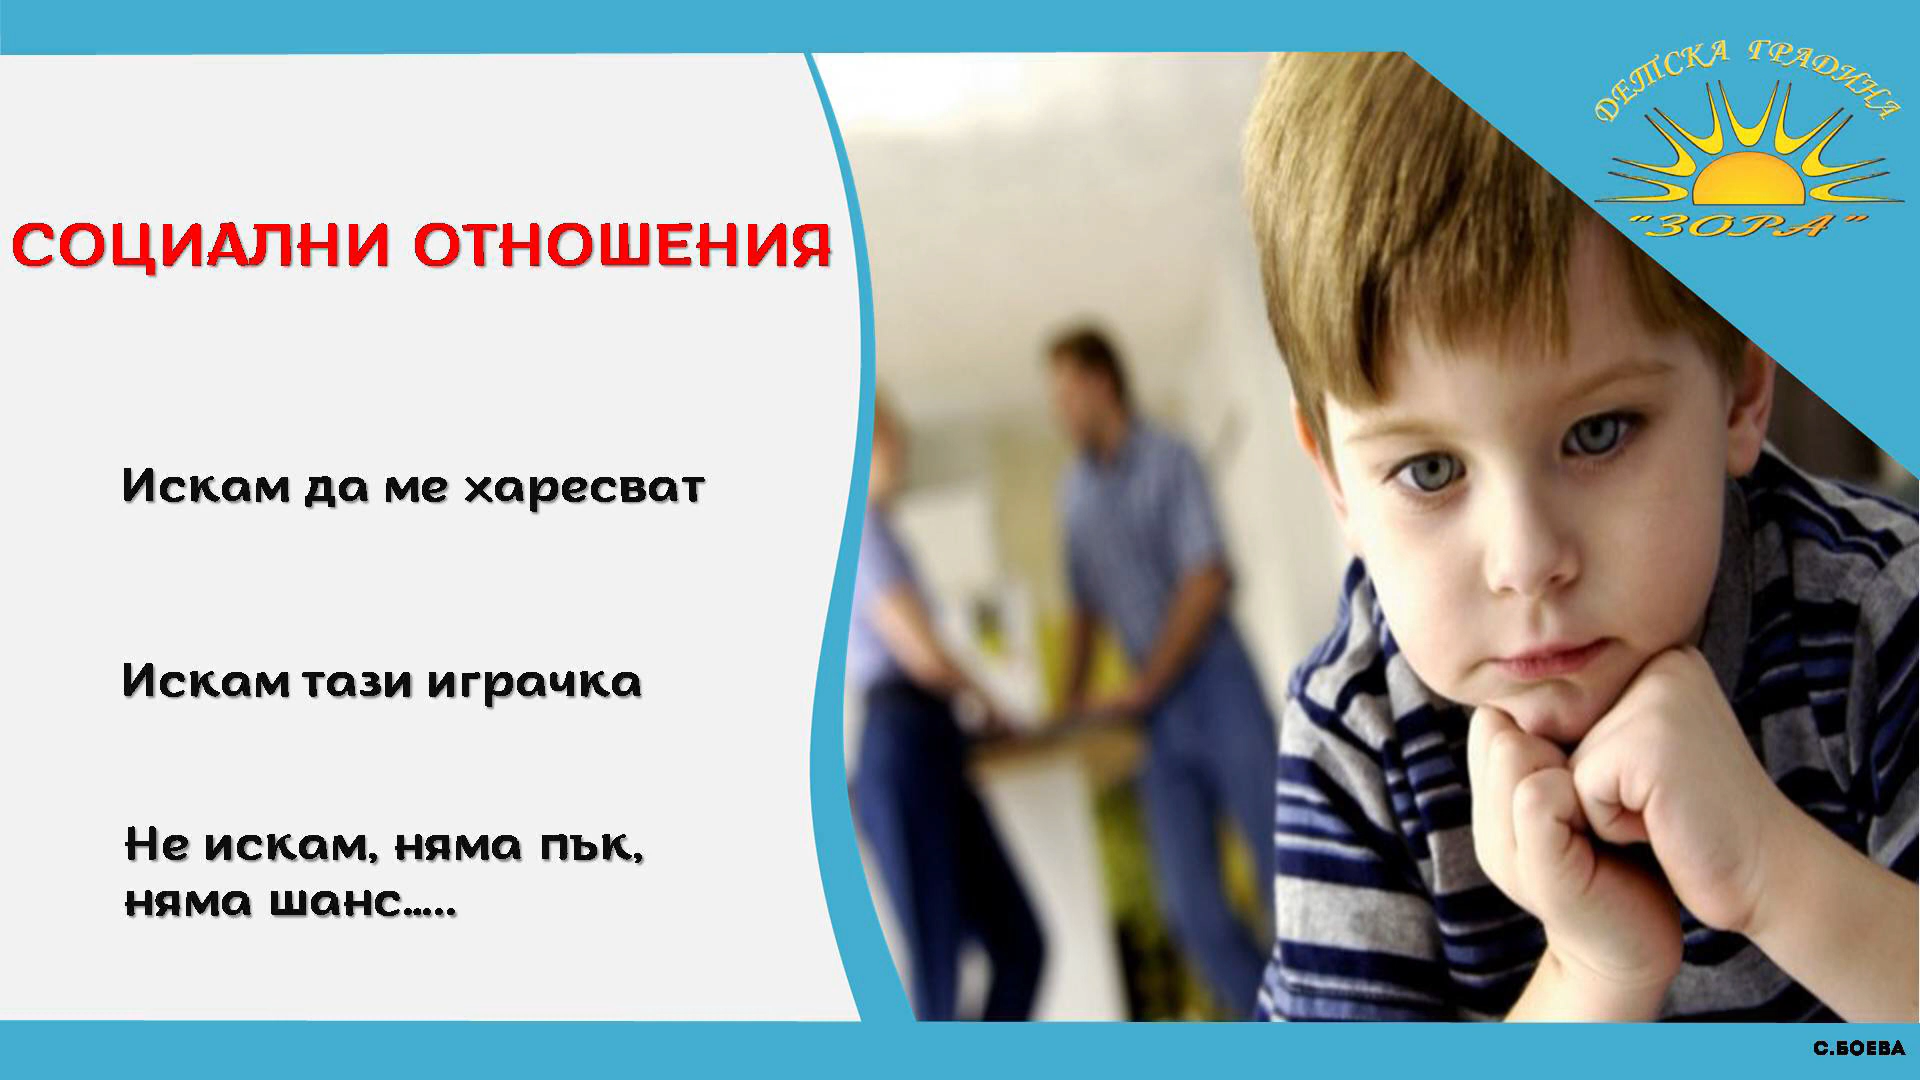 ДЕТСКА ГРАДИНА
"ЗОРА"
СОЦИАЛНИ ОТНОШЕНИЯ
Искам да ме харесват
Искам тази играчка
Не искам, няма пък,
няма шанс.....
С.БОЕВА